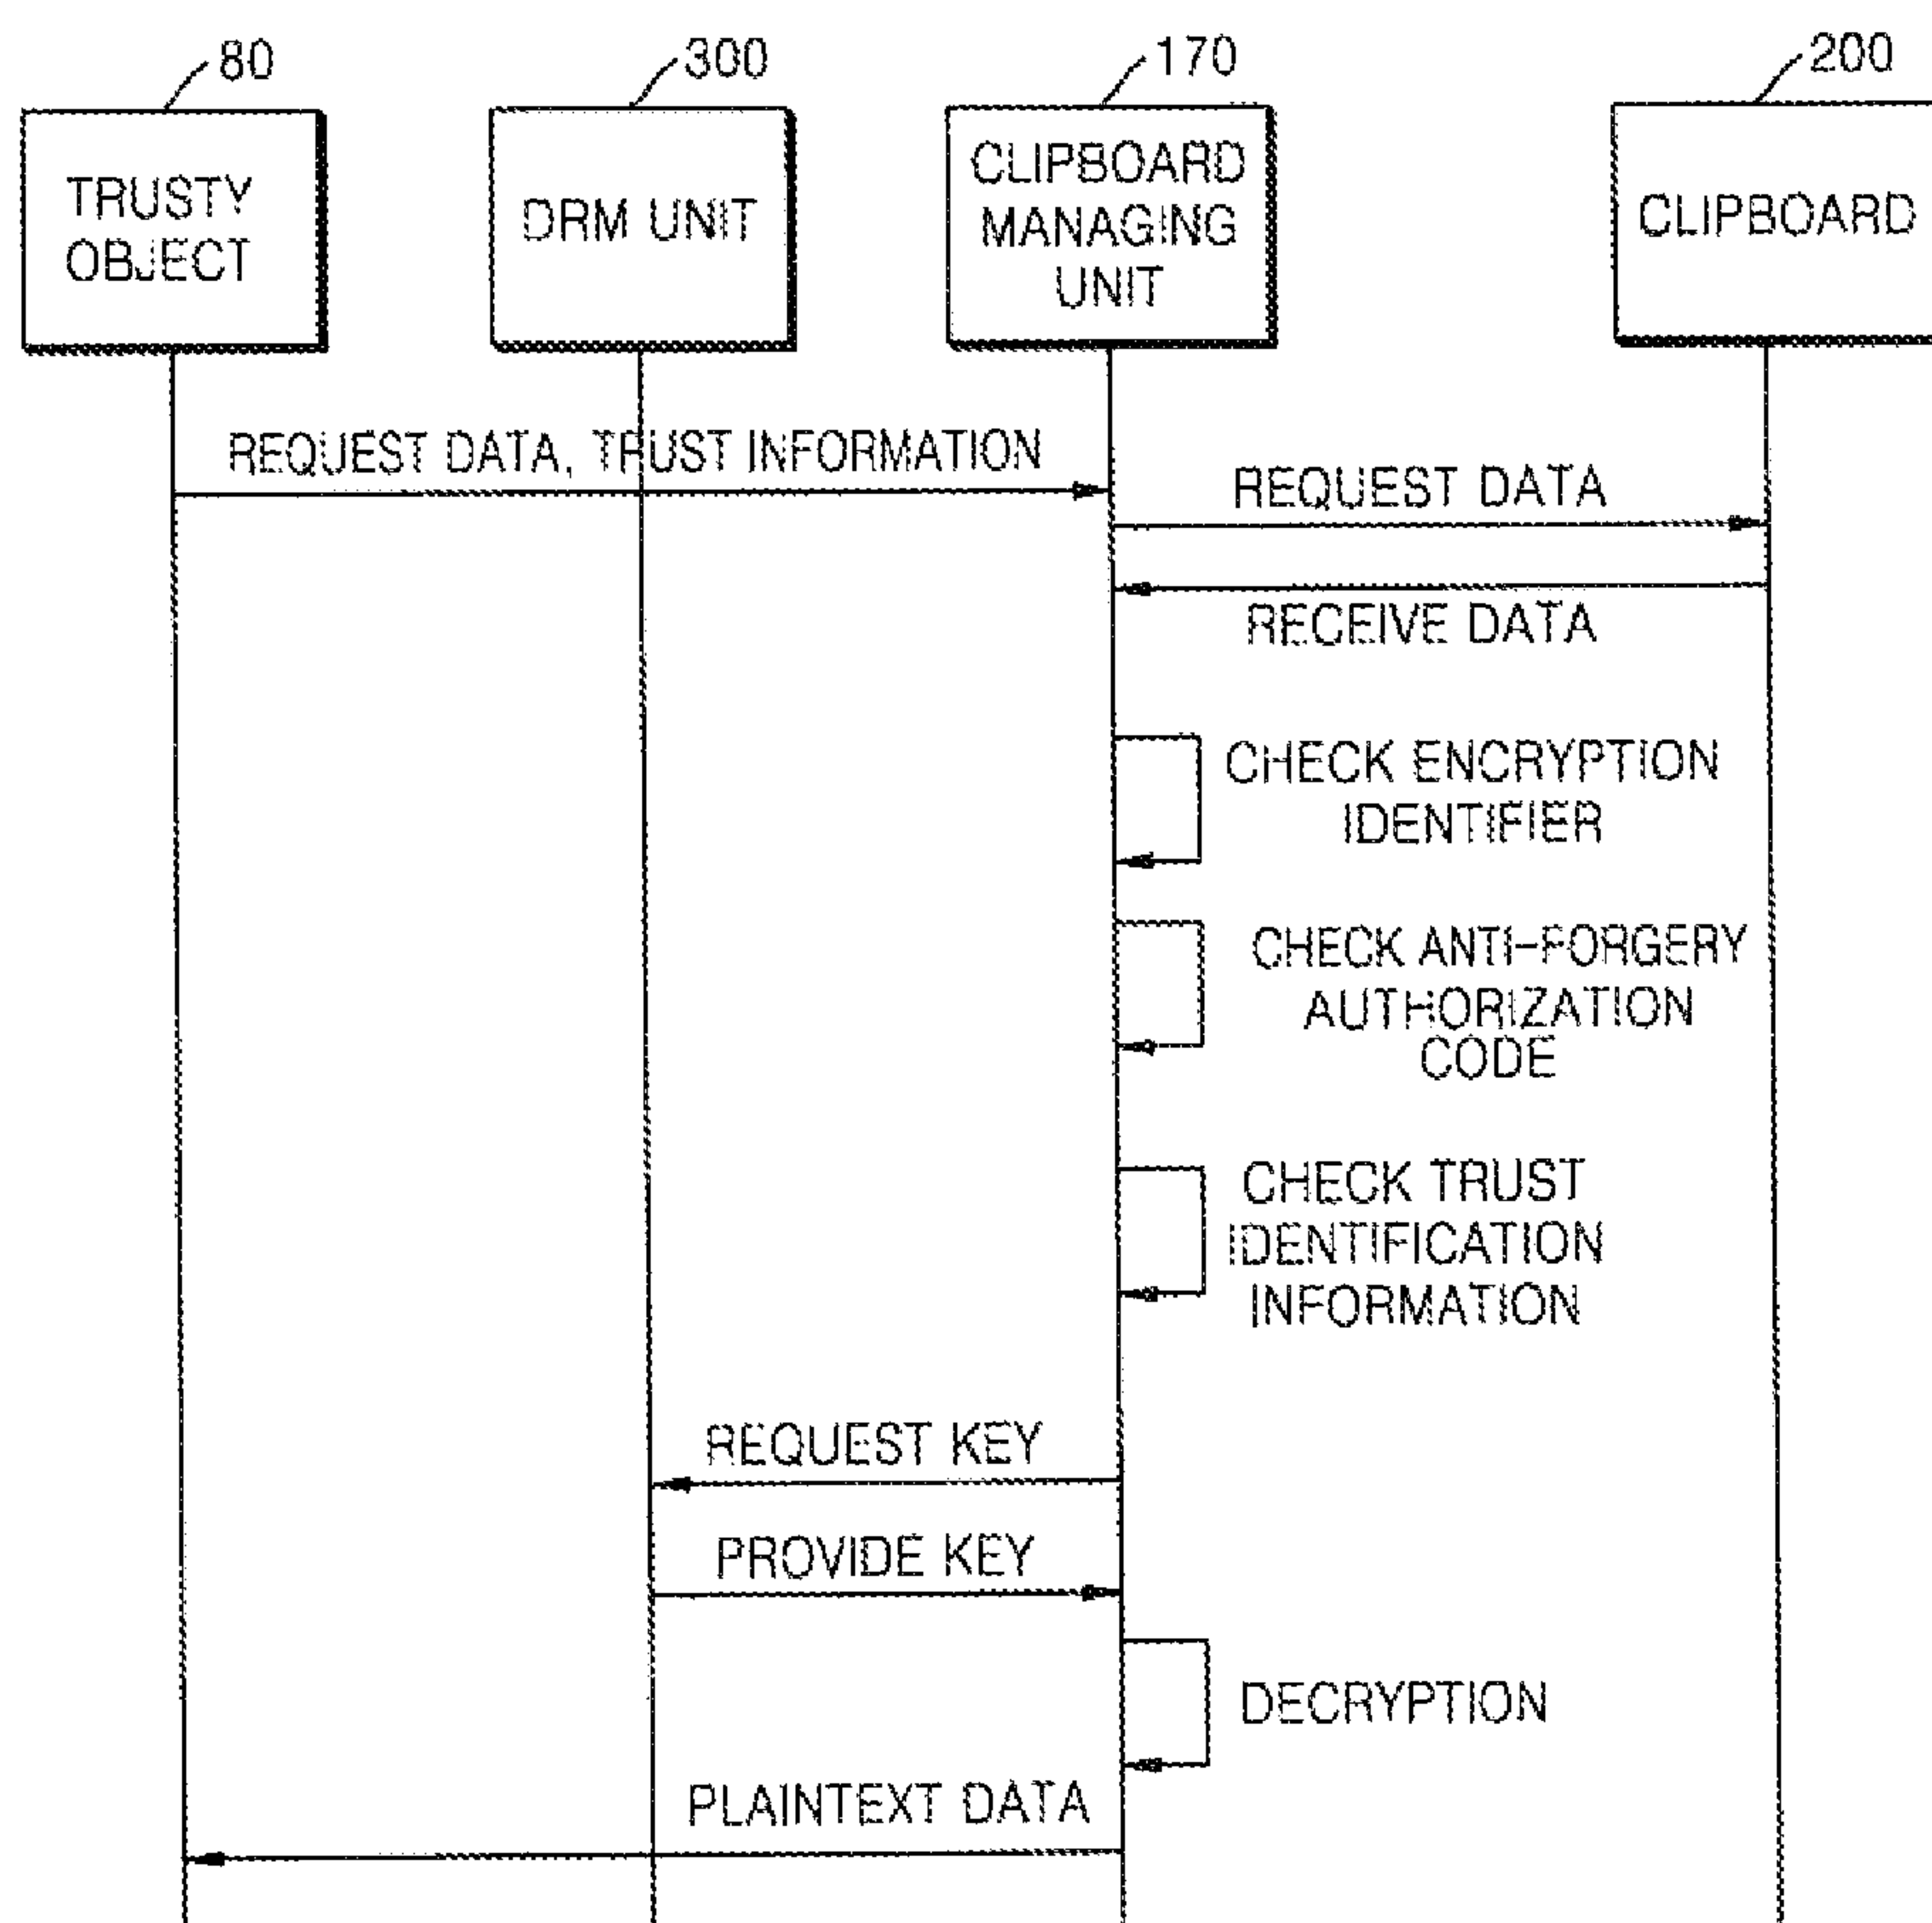 80
300
170
200
TRUSTY
OBJECT
DRM UNIT
CLIPBOARD
MANAGING
UNIT
CLIPBOARD
REQUEST DATA, TRUST INFORMATION
REQUEST DATA
RECEIVE DATA
CHECK ENCRYPTION
IDENTIFIER
CHECK ANTI-FORGERY
AUTHORIZATION
CODE
CHECK TRUST
IDENTIFICATION
INFORMATION
REQUEST KEY
PROVIDE KEY
DECRYPTION
PLAINTEXT DATA